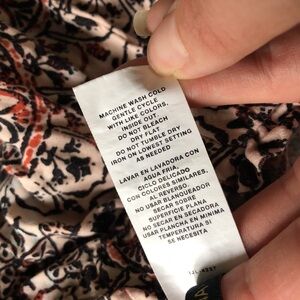 MACHINE WASH COLD
GENTLE CYCLE
WITH LIKE COLORS,
INSIDE OUT
DO NOT BLEACH
DRY FLAT
DO NOT TUMBLE DRY
IRON ON LOWEST SETTING
AS NEEDED
LAVAR EN LAVADORA CON
AGUA FRIA
CICLO DELICADO
CON COLORES SIMILARES,
AL REVERSO.
NO USAR BLANQUEADOR
SECAR SOBRE
SUPERFICIE PLANA
NO SECAR EN MAQUINA
USAR PLANCHA EN MINIMA
TEMPERATURA SI
SE NECESITA